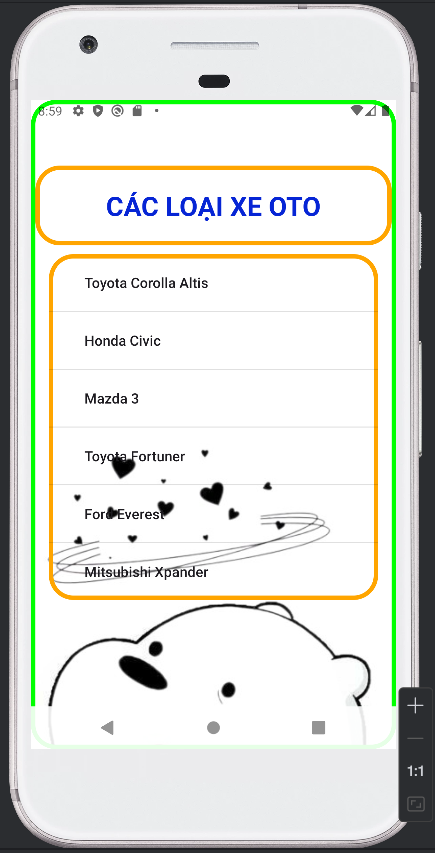 8:59
CÁC LOẠI XE OTO
Toyota Corolla Altis
Honda Civic
Mazda 3
Toyota Fortuner
Ford Everest
Mitsubishi Xpander
1:1